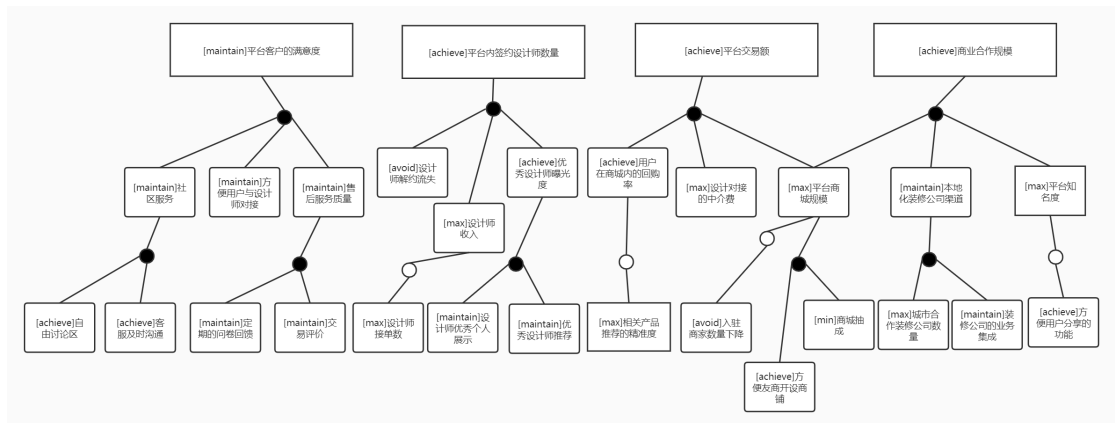 [maintain]平台客户的满意度
[achieve]平台内签约设计师数量
[achieve]平台交易额
[achieve]商业合作规模
[maintain]社
区服务
[maintain]方
便用户与设计
师对接
[maintain]售
后服务质量
[avoid]设计
师解约流失
[max]设计师
收入
[achieve]优
秀设计师曝光
度
[achieve]用户
在商城内的回购
率
[max]设计对接
的中介费
[max]平台商
城规模
[maintain]本地
化装修公司渠道
[max]平台知
名度
[achieve]自
由讨论区
[achieve]客
服及时沟通
[maintain]定
期的问卷回馈
[maintain]交
易评价
[max]设计师
接单数
[maintain]设
计师优秀个人
展示
[maintain]优
秀设计师推荐
[max]相关产品
推荐的精准度
[avoid]入驻
商家数量下降
[achieve]方
便友商开设商
铺
[min]商城抽
成
[max]城市合
作装修公司数
量
[maintain]装
修公司的业务
集成
[achieve]方
便用户分享的
功能